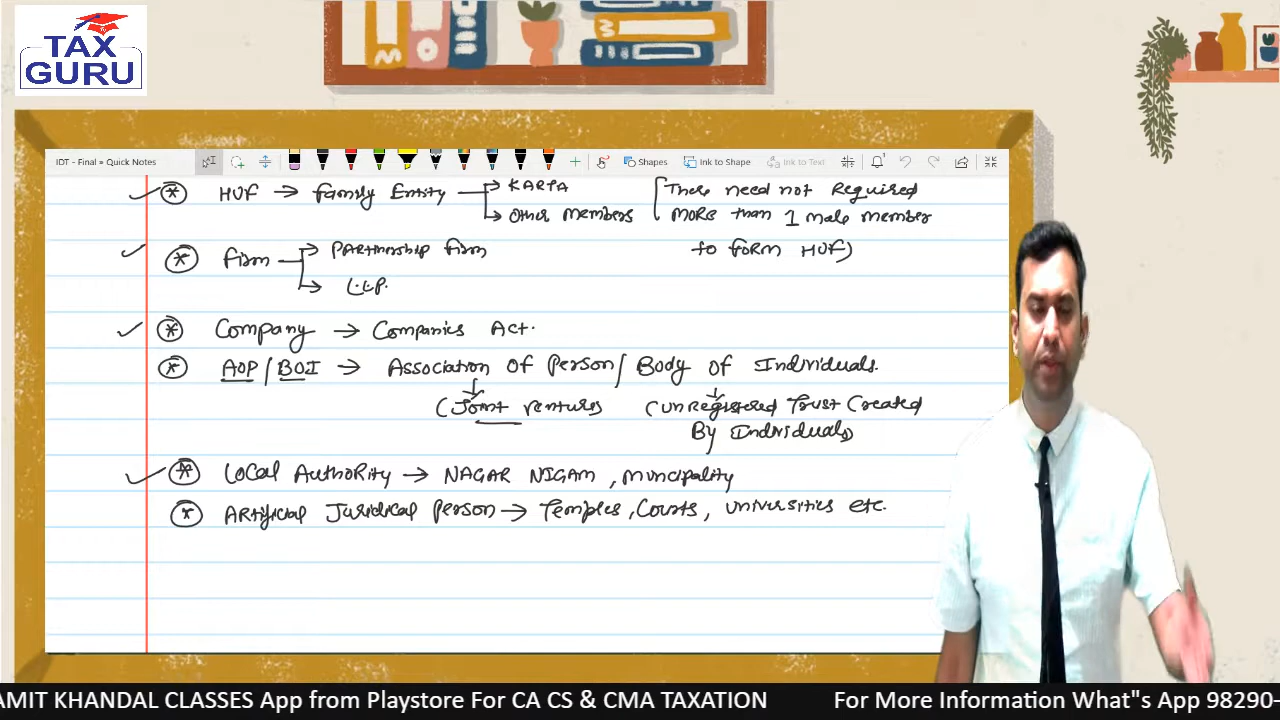 TAX
GURU
IDT - Final » Quick Notes
Shapes
Ink to Shape
Ink to Text
HUF → Family Entity → KARTA
→ Other Members
(There need not Required
MORE than 1 male member
to form HUF)
Firm → Partnership firm
→ L.L.P.
Company → Companies Act.
AOP / BOI → Association of Person / Body of Individuals.
(Joint ventures
(unRegistered Trust Created
By Individuals)
Local Authority → NAGAR NIGAM, municipality
Artificial Juridical Person → Temples, Courts, universities etc.
AMIT KHANDAL CLASSES App from Playstore For CA CS & CMA TAXATION
For More Information What"s App 98290-